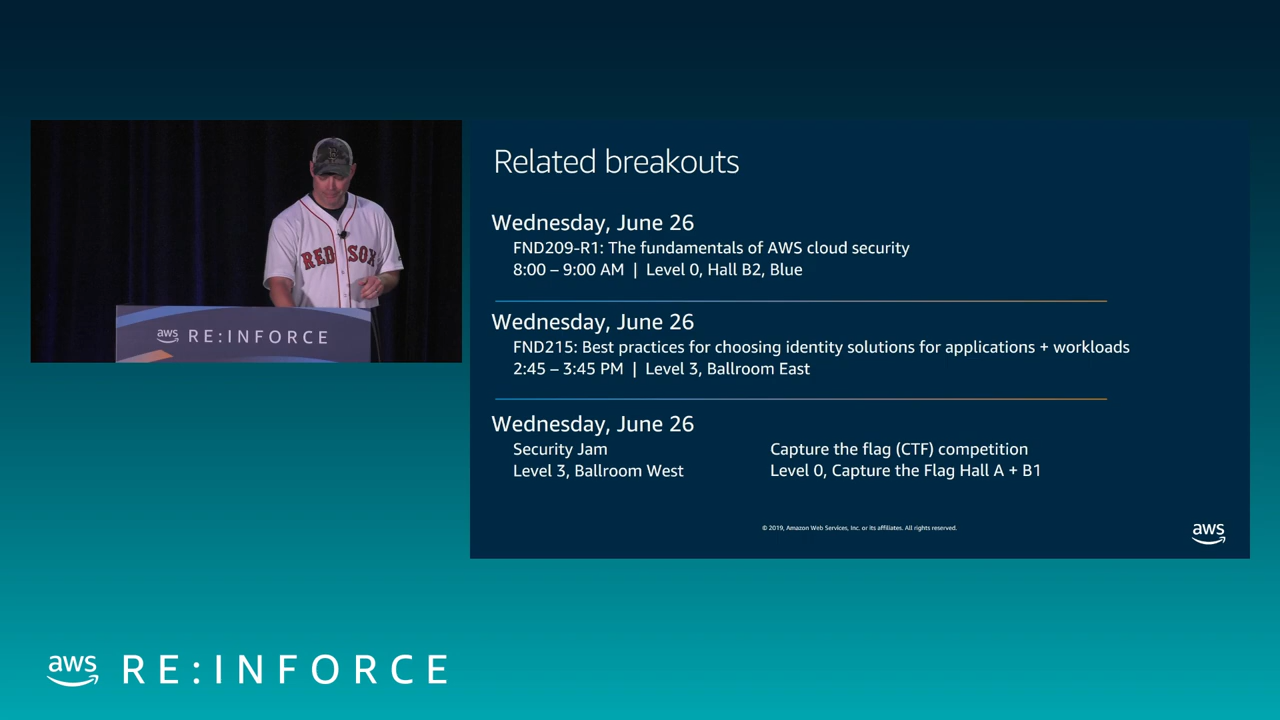 RED SOX
aws RE:INFORCE
Related breakouts
Wednesday, June 26
FND209-R1: The fundamentals of AWS cloud security
8:00 – 9:00 AM | Level 0, Hall B2, Blue
Wednesday, June 26
FND215: Best practices for choosing identity solutions for applications + workloads
2:45 – 3:45 PM | Level 3, Ballroom East
Wednesday, June 26
Security Jam
Level 3, Ballroom West
Capture the flag (CTF) competition
Level 0, Capture the Flag Hall A + B1
© 2019, Amazon Web Services, Inc. or its affiliates. All rights reserved.
aws
aws RE:INFORCE